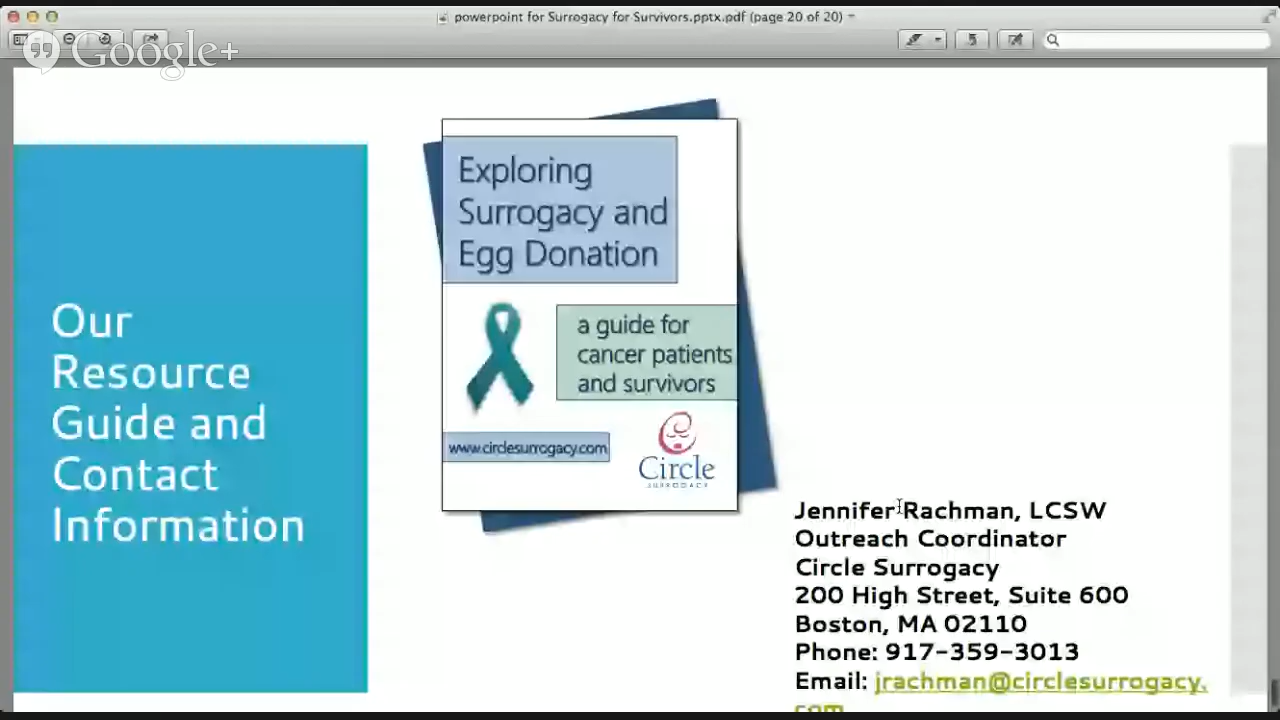 powerpoint for Surrogacy for Survivors.pptx.pdf (page 20 of 20)
Google+
Exploring
Surrogacy and
Egg Donation
a guide for
cancer patients
and survivors
www.circlesurrogacy.com
Circle
SURROGACY
Our
Resource
Guide and
Contact
Information
Jennifer Rachman, LCSW
Outreach Coordinator
Circle Surrogacy
200 High Street, Suite 600
Boston, MA 02110
Phone: 917-359-3013
Email: jrachman@circlesurrogacy.
com